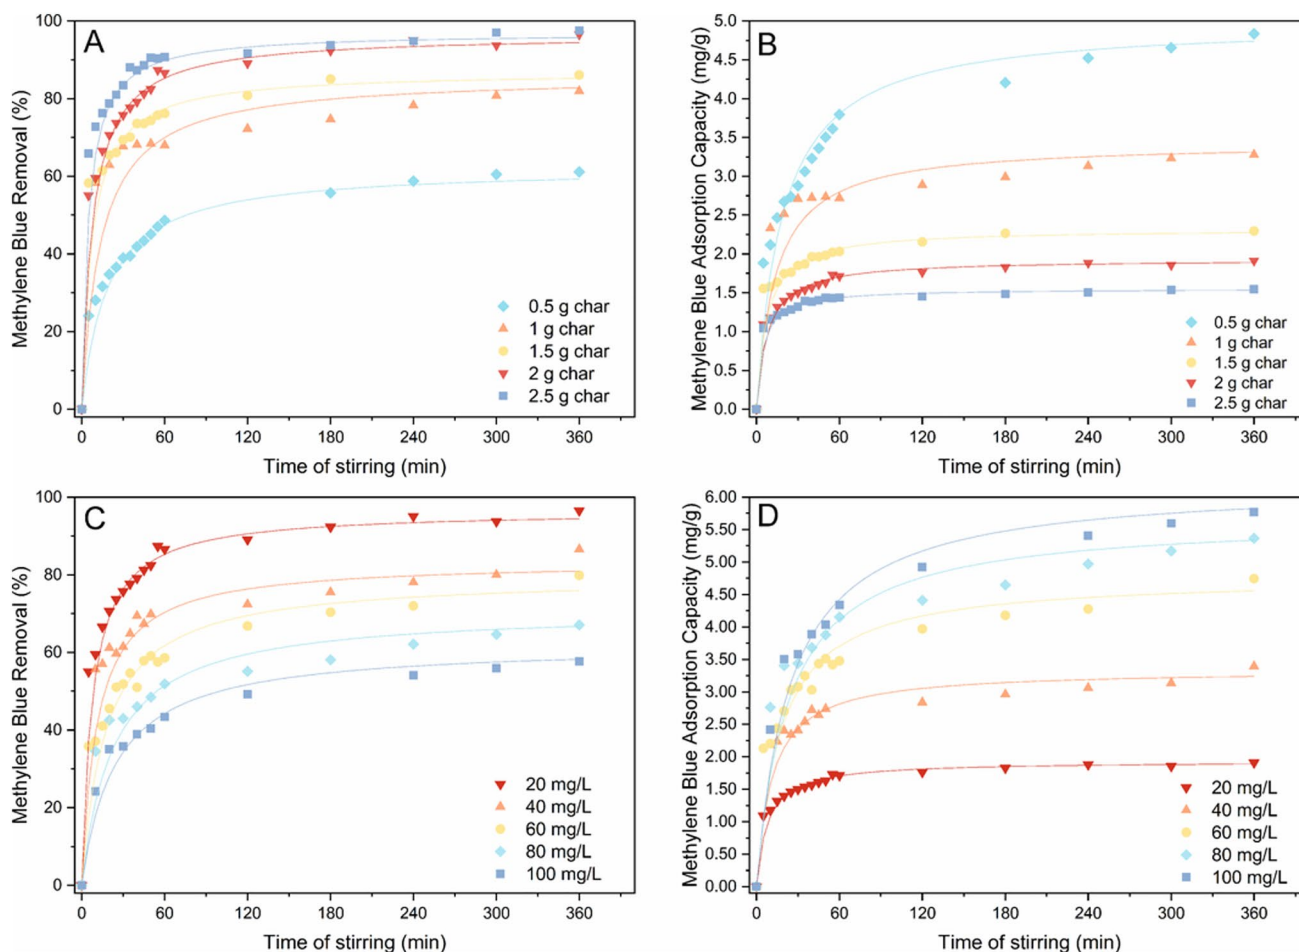 A
Methylene Blue Removal (%)
100
80
60
40
20
0
0 60 120 180 240 300 360
Time of stirring (min)
0.5 g char
1 g char
1.5 g char
2 g char
2.5 g char
B
Methylene Blue Adsorption Capacity (mg/g)
5.0
4.5
4.0
3.5
3.0
2.5
2.0
1.5
1.0
0.5
0.0
0 60 120 180 240 300 360
Time of stirring (min)
0.5 g char
1 g char
1.5 g char
2 g char
2.5 g char
C
Methylene Blue Removal (%)
100
80
60
40
20
0
0 60 120 180 240 300 360
Time of stirring (min)
20 mg/L
40 mg/L
60 mg/L
80 mg/L
100 mg/L
D
Methylene Blue Adsorption Capacity (mg/g)
6.00
5.50
5.00
4.50
4.00
3.50
3.00
2.50
2.00
1.50
1.00
0.50
0.00
0 60 120 180 240 300 360
Time of stirring (min)
20 mg/L
40 mg/L
60 mg/L
80 mg/L
100 mg/L